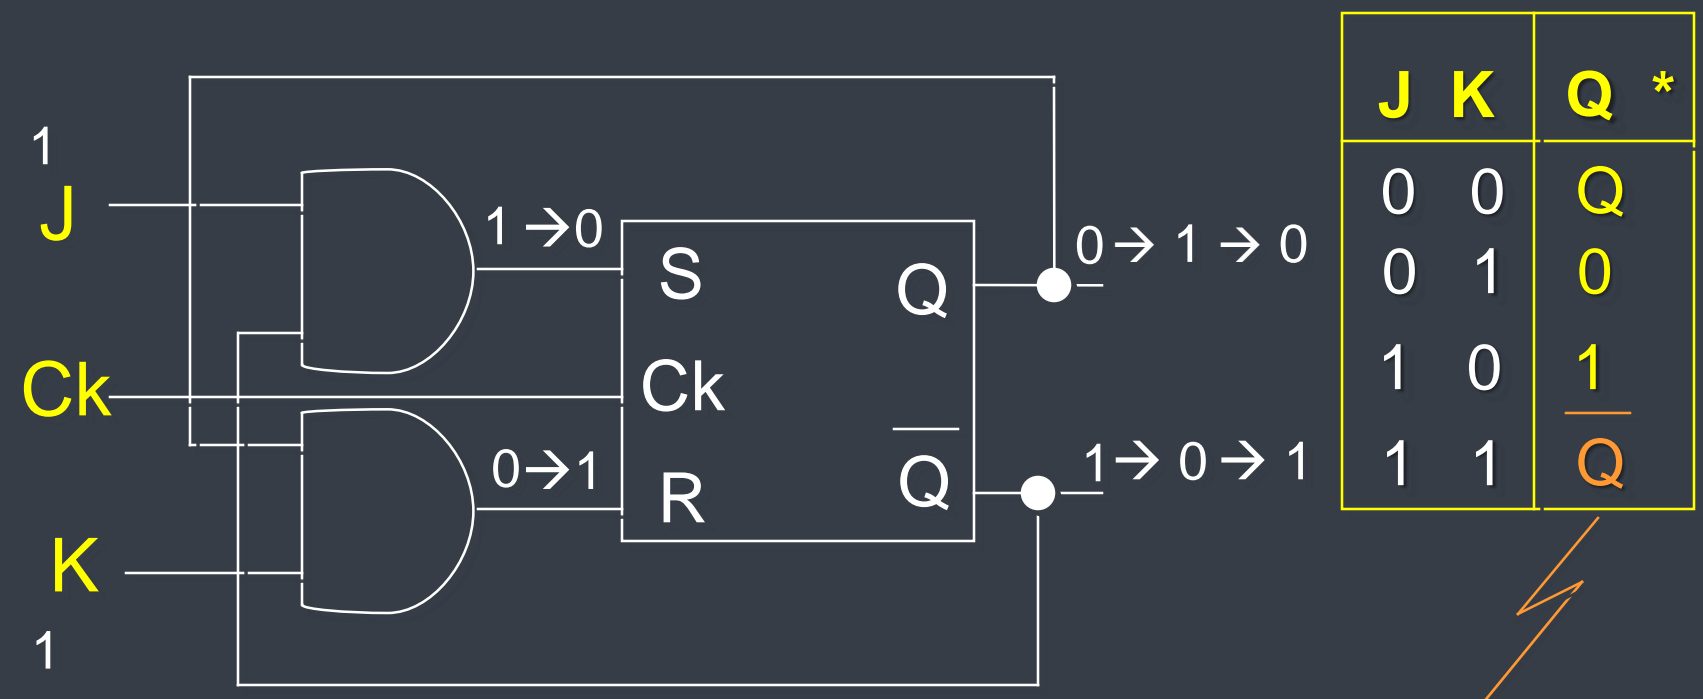 1
J
Ck
K
1
1 →0
0→1
S
Ck
R
Q
Q̅
0→ 1 → 0
1→ 0→ 1
J K Q *
0 0 Q
0 1 0
1 0 1
1 1 Q̅